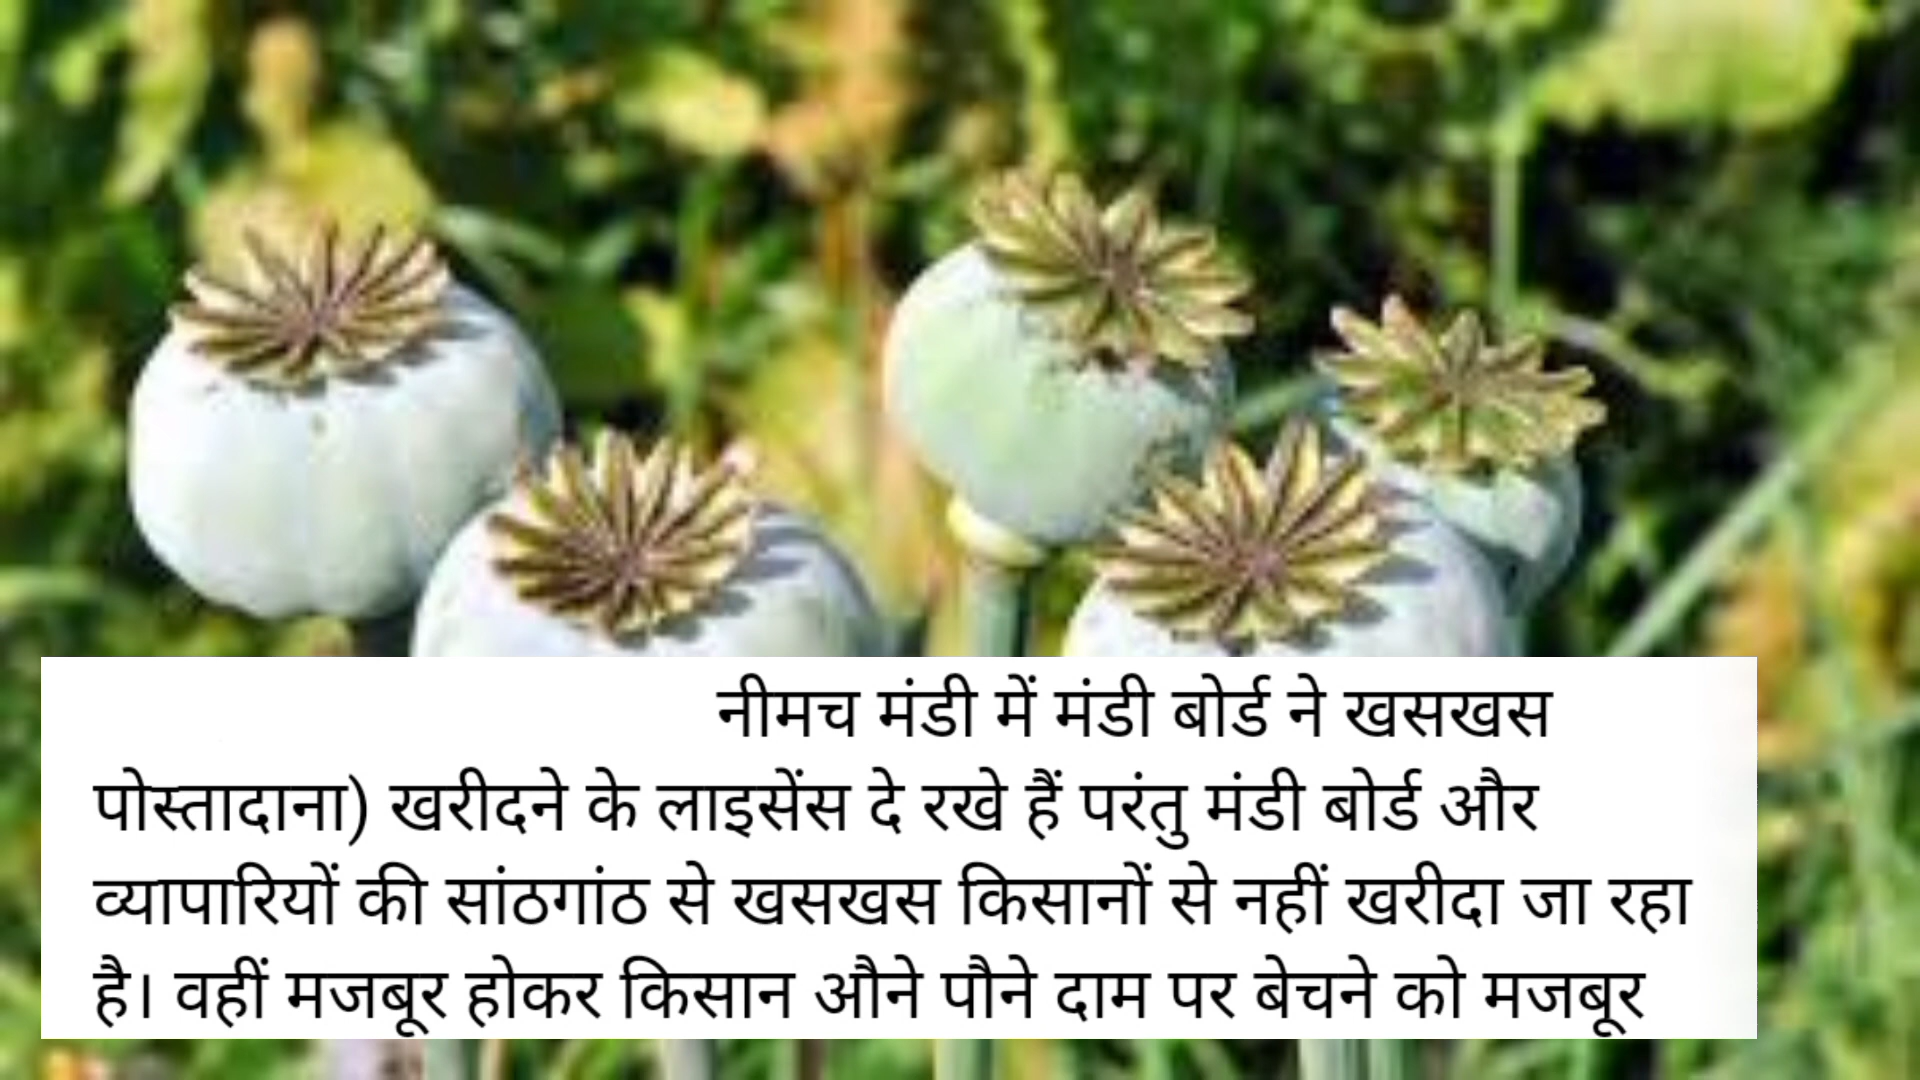 नीमच मंडी में मंडी बोर्ड ने खसखस
पोस्तादाना) खरीदने के लाइसेंस दे रखे हैं परंतु मंडी बोर्ड और
व्यापारियों की सांठगांठ से खसखस किसानों से नहीं खरीदा जा रहा
है। वहीं मजबूर होकर किसान औने पौने दाम पर बेचने को मजबूर